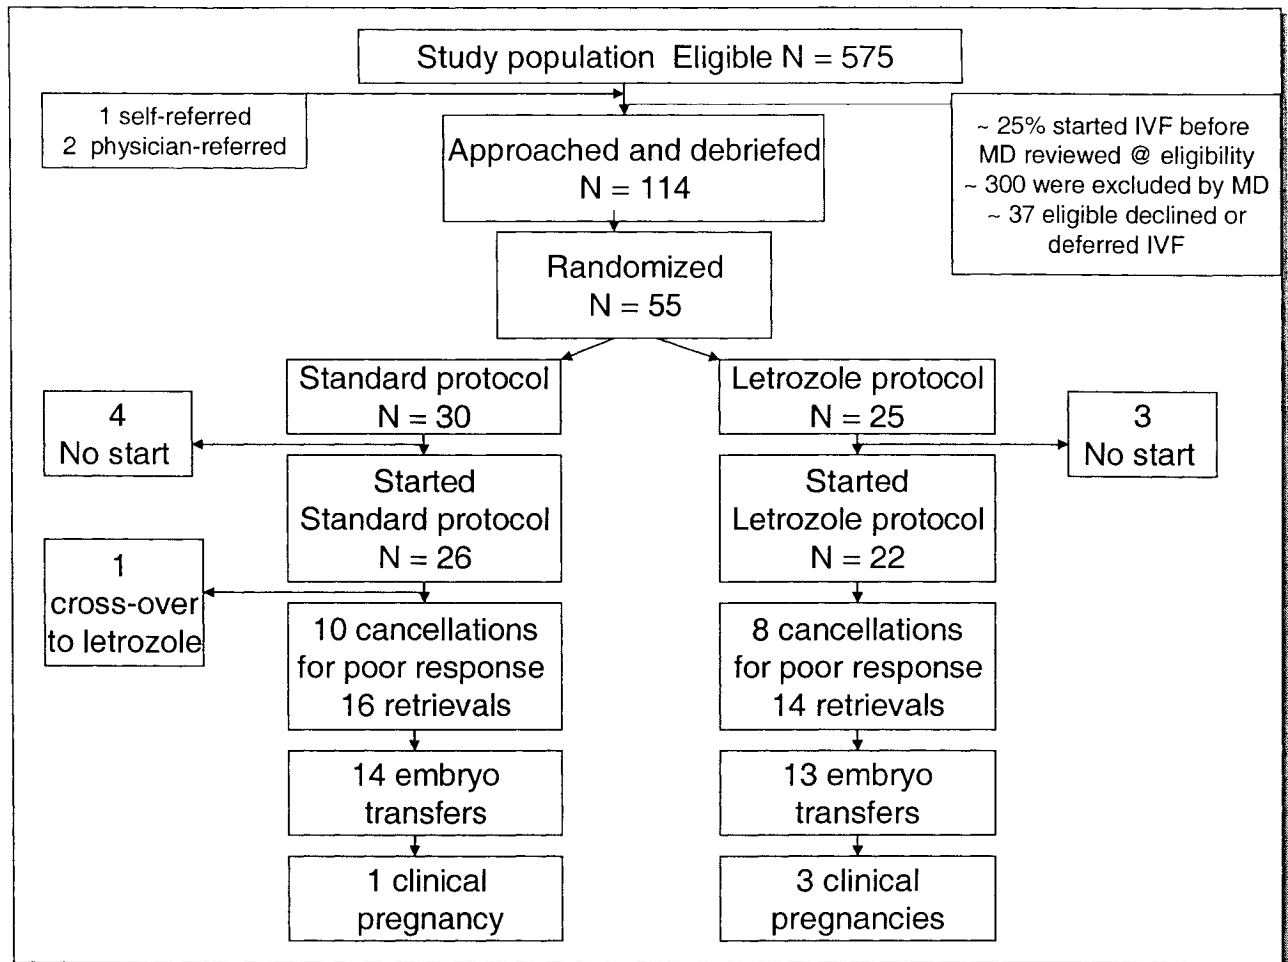 Study population Eligible N = 575
1 self-referred
2 physician-referred
~ 25% started IVF before
MD reviewed @ eligibility
~ 300 were excluded by MD
~ 37 eligible declined or
deferred IVF
Approached and debriefed
N = 114
Randomized
N = 55
Standard protocol
N = 30
Letrozole protocol
N = 25
4
No start
3
No start
Started
Standard protocol
N = 26
Started
Letrozole protocol
N = 22
1
cross-over
to letrozole
10 cancellations
for poor response
16 retrievals
8 cancellations
for poor response
14 retrievals
14 embryo
transfers
13 embryo
transfers
1 clinical
pregnancy
3 clinical
pregnancies